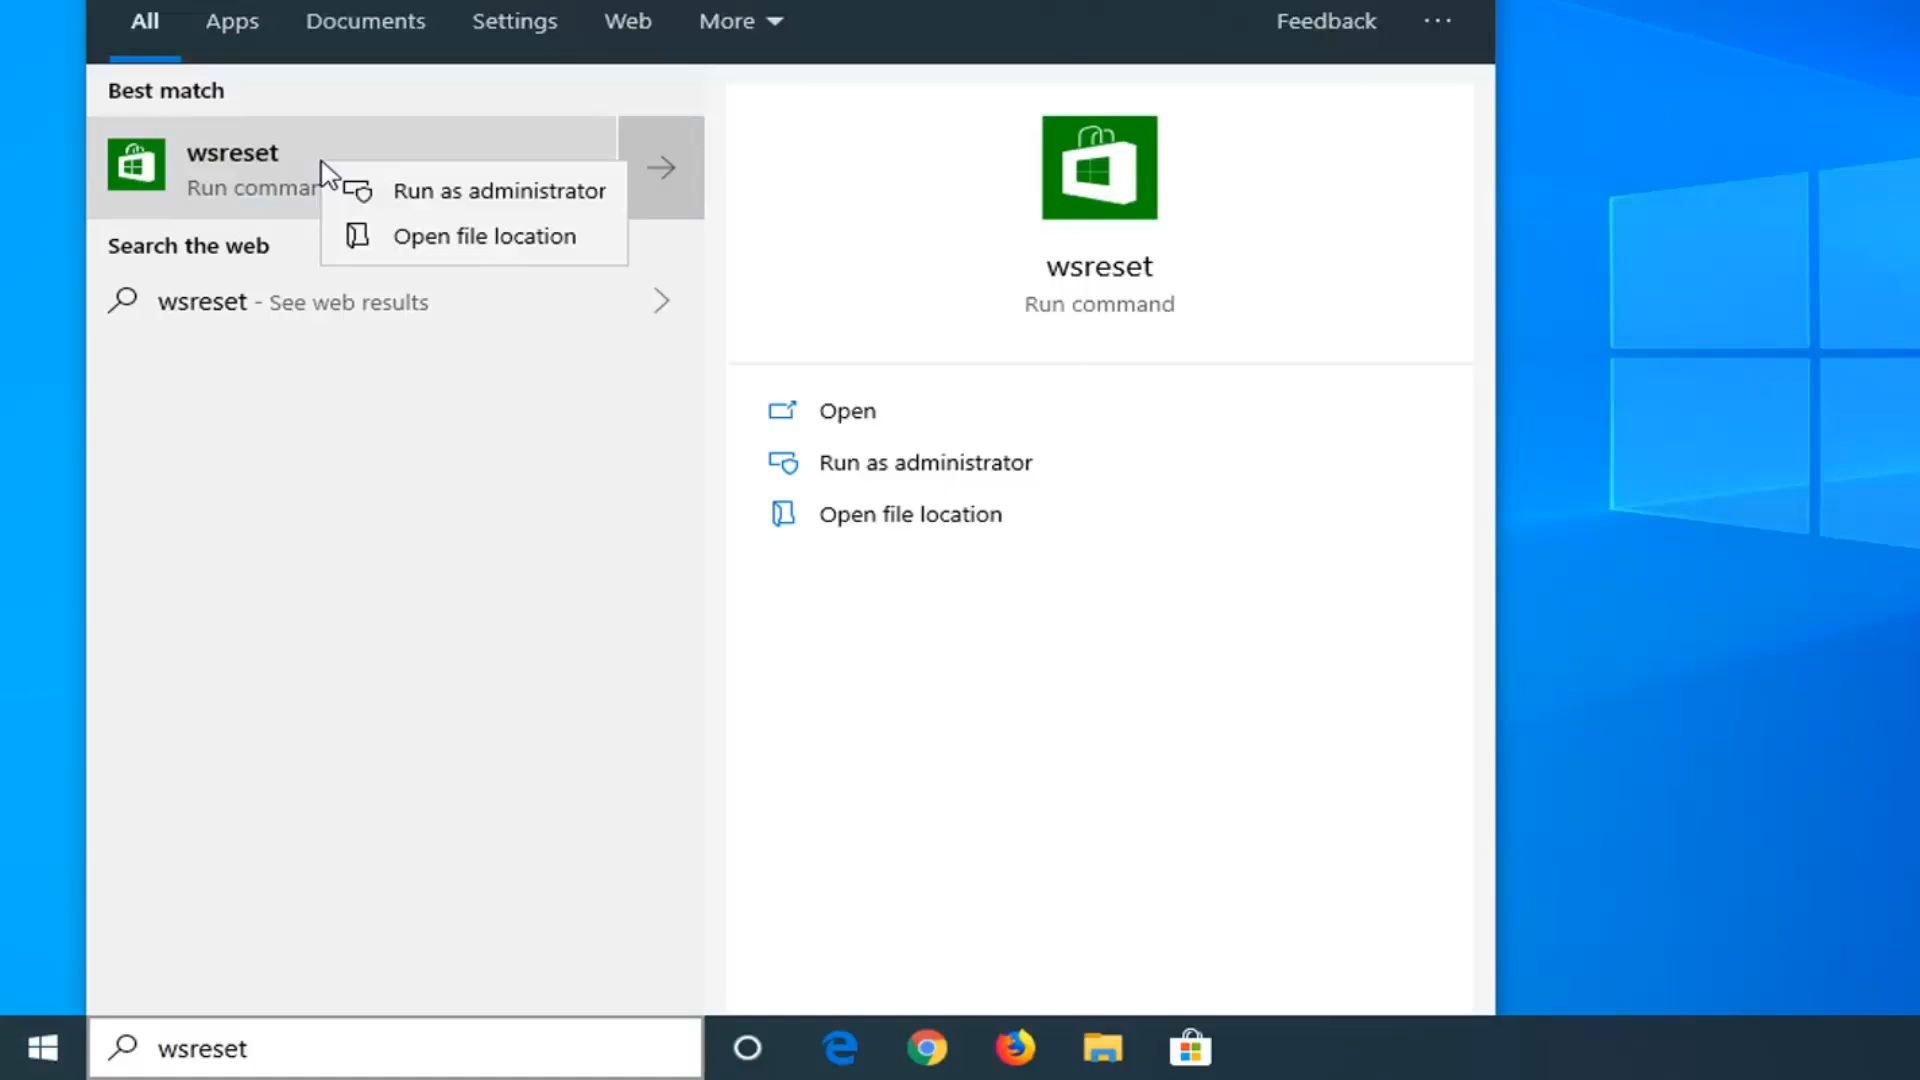 All Apps Documents Settings Web More Feedback ...
Best match
wsreset
Run comman
Run as administrator
Open file location
Search the web
wsreset - See web results
wsreset
Run command
Open
Run as administrator
Open file location
wsreset